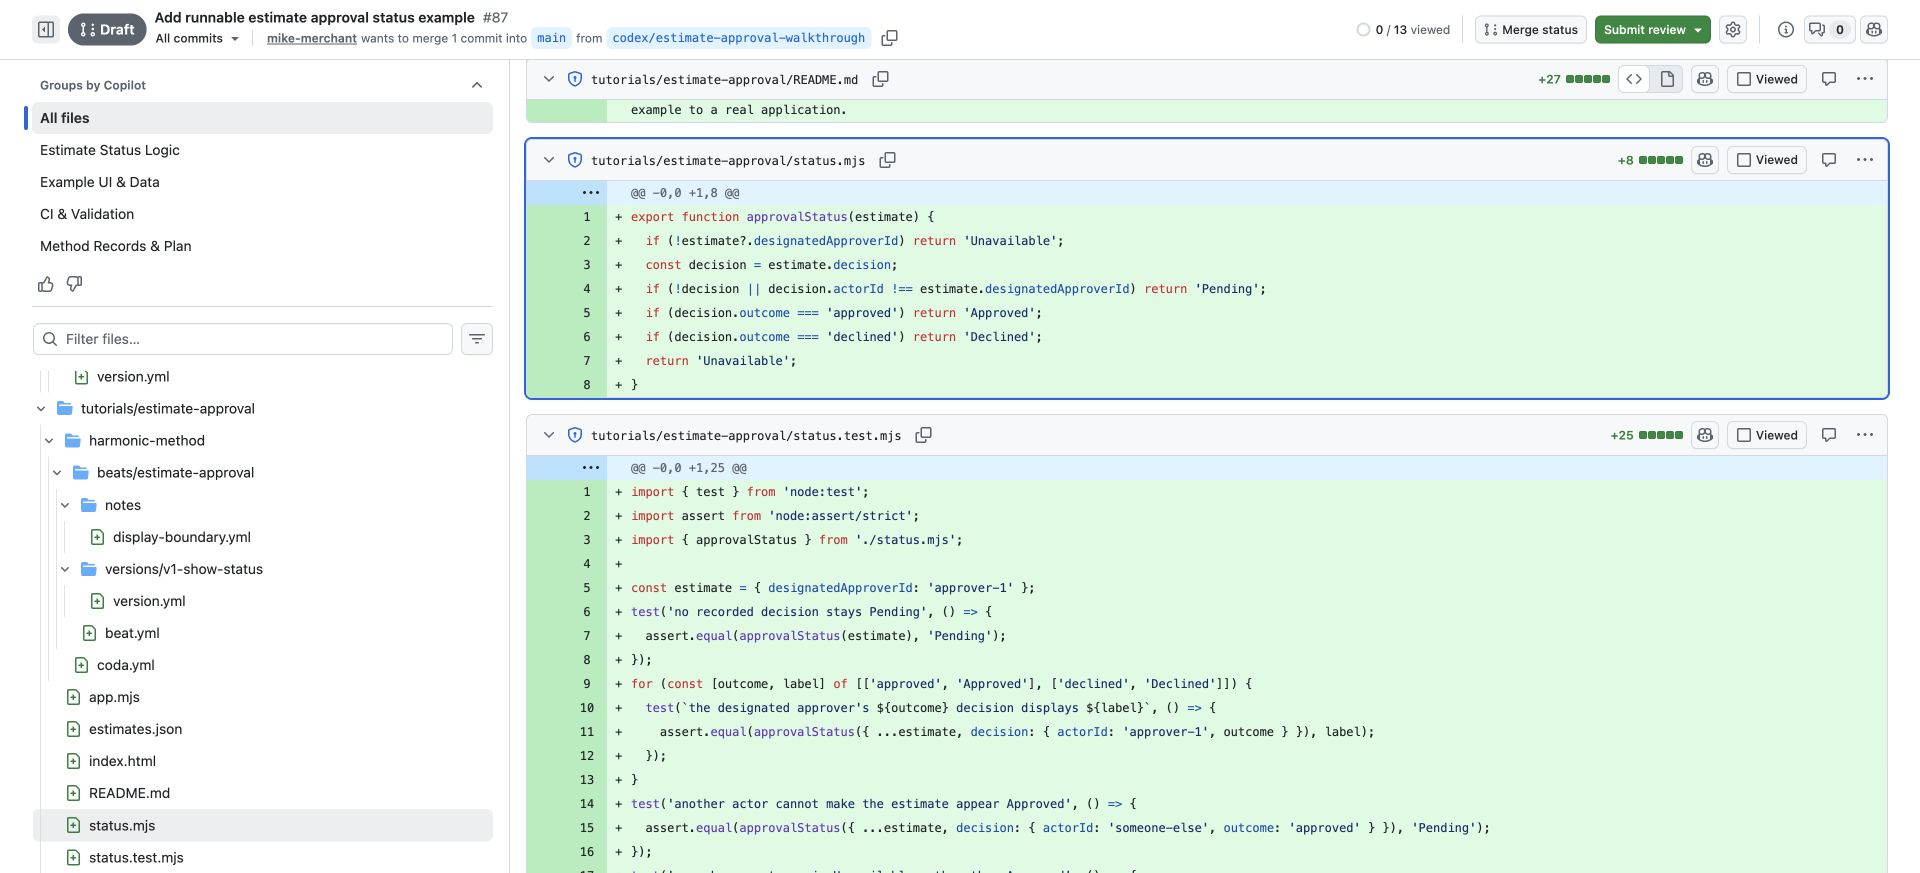 Draft
Add runnable estimate approval status example #87
All commits
mike-merchant wants to merge 1 commit into main from codex/estimate-approval-walkthrough
0 / 13 viewed
Merge status
Submit review
0
Groups by Copilot
All files
Estimate Status Logic
Example UI & Data
CI & Validation
Method Records & Plan
Filter files...
version.yml
tutorials/estimate-approval
harmonic-method
beats/estimate-approval
notes
display-boundary.yml
versions/v1-show-status
version.yml
beat.yml
coda.yml
app.mjs
estimates.json
index.html
README.md
status.mjs
status.test.mjs
tutorials/estimate-approval/README.md
+27
Viewed
example to a real application.
tutorials/estimate-approval/status.mjs
+8
Viewed
@@ -0,0 +1,8 @@
1 + export function approvalStatus(estimate) {
2 +   if (!estimate?.designatedApproverId) return 'Unavailable';
3 +   const decision = estimate.decision;
4 +   if (!decision || decision.actorId !== estimate.designatedApproverId) return 'Pending';
5 +   if (decision.outcome === 'approved') return 'Approved';
6 +   if (decision.outcome === 'declined') return 'Declined';
7 +   return 'Unavailable';
8 + }
tutorials/estimate-approval/status.test.mjs
+25
Viewed
@@ -0,0 +1,25 @@
1 + import { test } from 'node:test';
2 + import assert from 'node:assert/strict';
3 + import { approvalStatus } from './status.mjs';
4 +
5 + const estimate = { designatedApproverId: 'approver-1' };
6 + test('no recorded decision stays Pending', () => {
7 +   assert.equal(approvalStatus(estimate), 'Pending');
8 + });
9 + for (const [outcome, label] of [['approved', 'Approved'], ['declined', 'Declined']]) {
10 +   test(`the designated approver's ${outcome} decision displays ${label}`, () => {
11 +     assert.equal(approvalStatus({ ...estimate, decision: { actorId: 'approver-1', outcome } }), label);
12 +   });
13 + }
14 + test('another actor cannot make the estimate appear Approved', () => {
15 +   assert.equal(approvalStatus({ ...estimate, decision: { actorId: 'someone-else', outcome: 'approved' } }), 'Pending');
16 + });